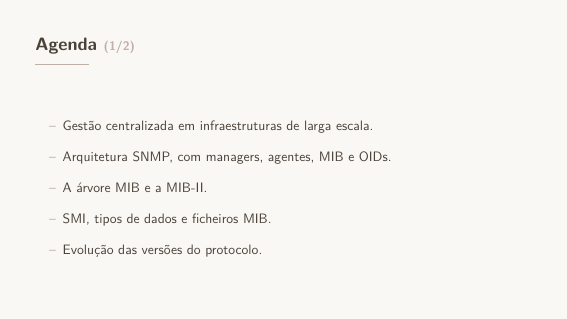 Agenda (1/2)
– Gestão centralizada em infraestruturas de larga escala.
– Arquitetura SNMP, com managers, agentes, MIB e OIDs.
– A árvore MIB e a MIB-II.
– SMI, tipos de dados e ficheiros MIB.
– Evolução das versões do protocolo.